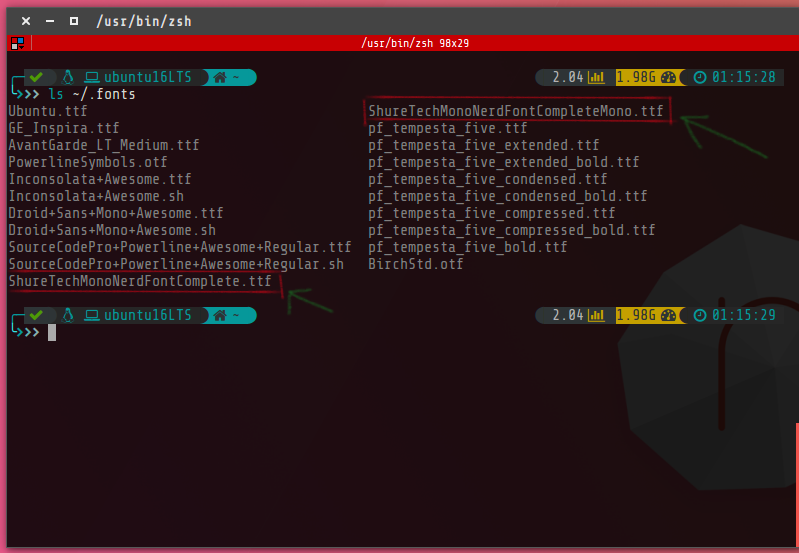 /usr/bin/zsh
/usr/bin/zsh 98x29
ubuntu16LTS ~ 2.04 1.98G 01:15:28
>>> ls ~/.fonts
Ubuntu.ttf ShureTechMonoNerdFontCompleteMono.ttf
GE_Inspira.ttf pf_tempesta_five.ttf
AvantGarde_LT_Medium.ttf pf_tempesta_five_extended.ttf
PowerlineSymbols.otf pf_tempesta_five_extended_bold.ttf
Inconsolata+Awesome.ttf pf_tempesta_five_condensed.ttf
Inconsolata+Awesome.sh pf_tempesta_five_condensed_bold.ttf
Droid+Sans+Mono+Awesome.ttf pf_tempesta_five_compressed.ttf
Droid+Sans+Mono+Awesome.sh pf_tempesta_five_compressed_bold.ttf
SourceCodePro+Powerline+Awesome+Regular.ttf pf_tempesta_five_bold.ttf
SourceCodePro+Powerline+Awesome+Regular.sh BirchStd.otf
ShureTechMonoNerdFontComplete.ttf
ubuntu16LTS ~ 2.04 1.98G 01:15:29
>>>